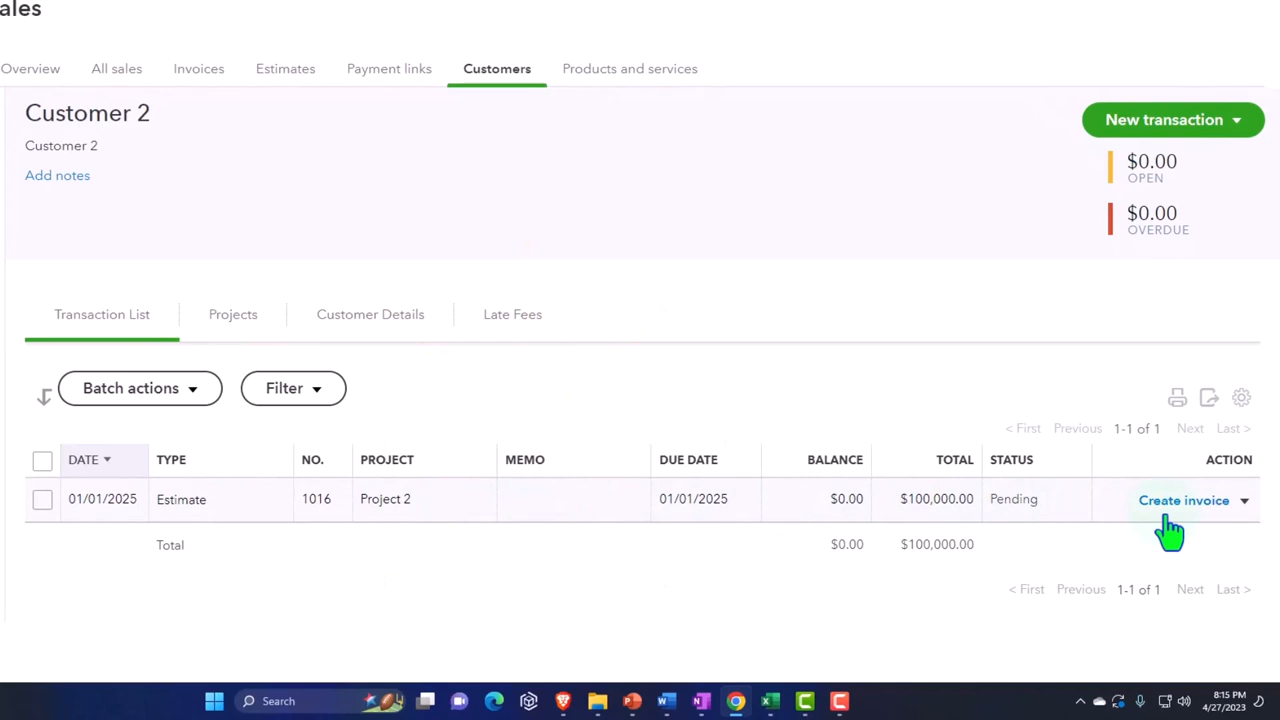 ales
Overview All sales Invoices Estimates Payment links Customers Products and services
Customer 2
New transaction
Customer 2
$0.00
OPEN
Add notes
$0.00
OVERDUE
Transaction List Projects Customer Details Late Fees
Batch actions Filter
< First Previous 1-1 of 1 Next Last >
DATE TYPE NO. PROJECT MEMO DUE DATE BALANCE TOTAL STATUS ACTION
01/01/2025 Estimate 1016 Project 2 01/01/2025 $0.00 $100,000.00 Pending Create invoice
Total $0.00 $100,000.00
< First Previous 1-1 of 1 Next Last >
Search
8:15 PM
4/27/2023